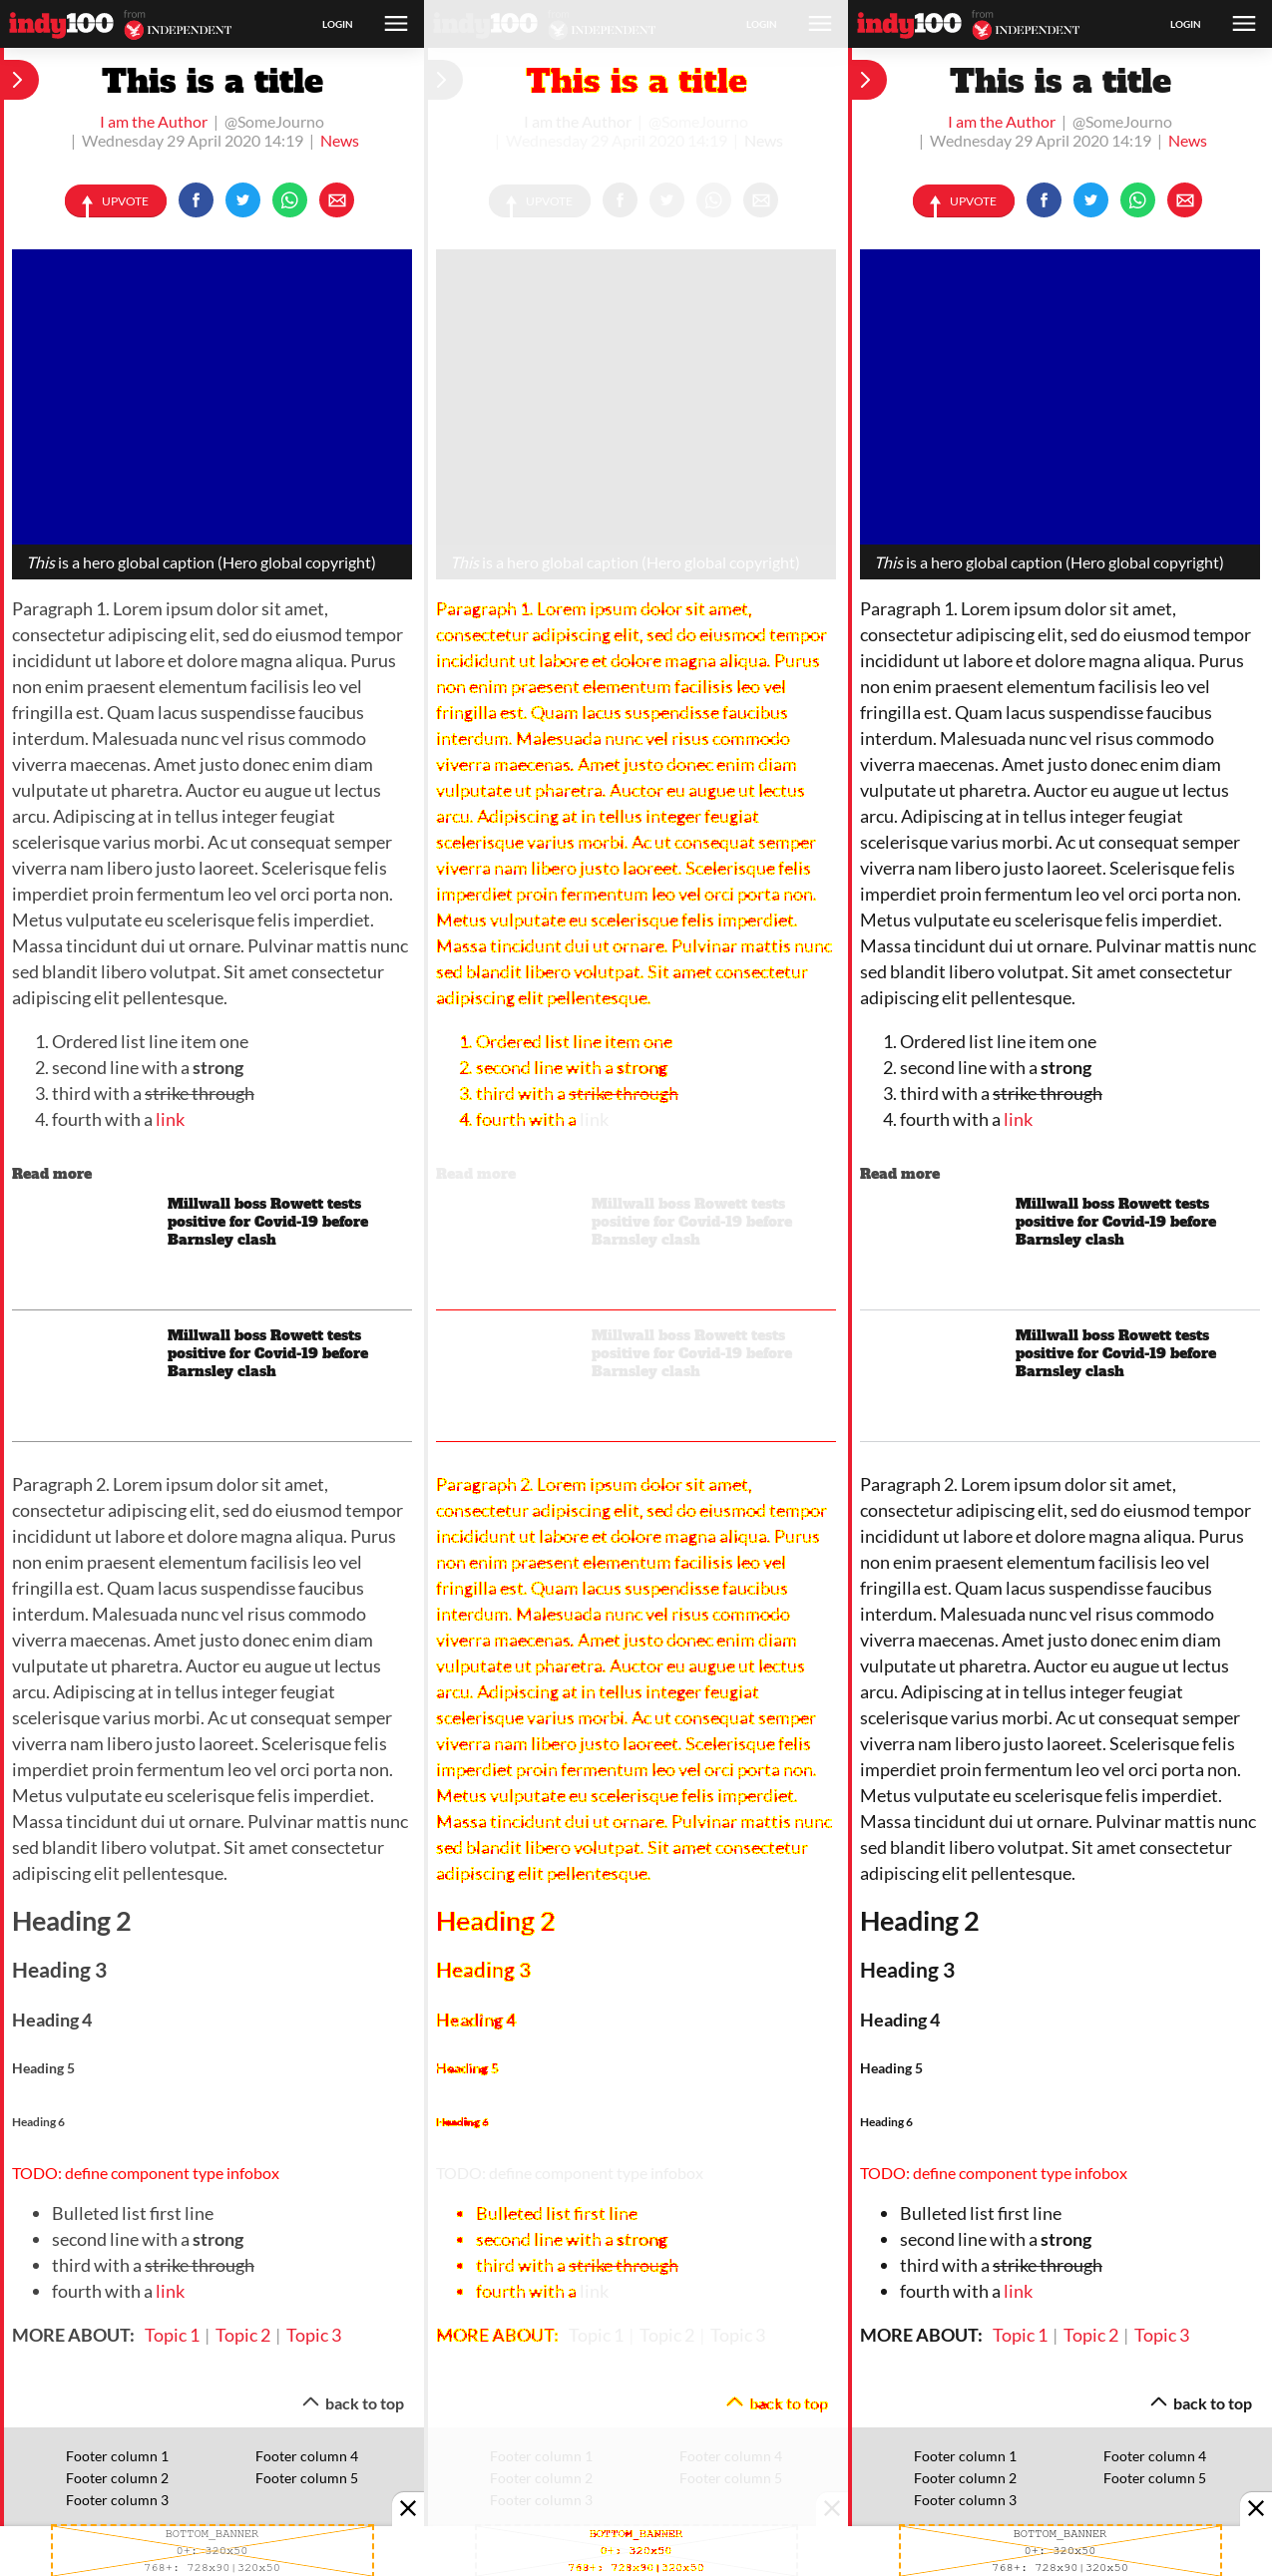 indy100 from INDEPENDENT LOGIN
This is a title
I am the Author | @SomeJourno
| Wednesday 29 April 2020 14:19 | News
UPVOTE
This is a hero global caption (Hero global copyright)
Paragraph 1. Lorem ipsum dolor sit amet,
consectetur adipiscing elit, sed do eiusmod tempor
incididunt ut labore et dolore magna aliqua. Purus
non enim praesent elementum facilisis leo vel
fringilla est. Quam lacus suspendisse faucibus
interdum. Malesuada nunc vel risus commodo
viverra maecenas. Amet justo donec enim diam
vulputate ut pharetra. Auctor eu augue ut lectus
arcu. Adipiscing at in tellus integer feugiat
scelerisque varius morbi. Ac ut consequat semper
viverra nam libero justo laoreet. Scelerisque felis
imperdiet proin fermentum leo vel orci porta non.
Metus vulputate eu scelerisque felis imperdiet.
Massa tincidunt dui ut ornare. Pulvinar mattis nunc
sed blandit libero volutpat. Sit amet consectetur
adipiscing elit pellentesque.
1. Ordered list line item one
2. second line with a strong
3. third with a strike through
4. fourth with a link
Read more
Millwall boss Rowett tests
positive for Covid-19 before
Barnsley clash
Millwall boss Rowett tests
positive for Covid-19 before
Barnsley clash
Paragraph 2. Lorem ipsum dolor sit amet,
consectetur adipiscing elit, sed do eiusmod tempor
incididunt ut labore et dolore magna aliqua. Purus
non enim praesent elementum facilisis leo vel
fringilla est. Quam lacus suspendisse faucibus
interdum. Malesuada nunc vel risus commodo
viverra maecenas. Amet justo donec enim diam
vulputate ut pharetra. Auctor eu augue ut lectus
arcu. Adipiscing at in tellus integer feugiat
scelerisque varius morbi. Ac ut consequat semper
viverra nam libero justo laoreet. Scelerisque felis
imperdiet proin fermentum leo vel orci porta non.
Metus vulputate eu scelerisque felis imperdiet.
Massa tincidunt dui ut ornare. Pulvinar mattis nunc
sed blandit libero volutpat. Sit amet consectetur
adipiscing elit pellentesque.
Heading 2
Heading 3
Heading 4
Heading 5
Heading 6
TODO: define component type infobox
• Bulleted list first line
• second line with a strong
• third with a strike through
• fourth with a link
MORE ABOUT: Topic 1 | Topic 2 | Topic 3
back to top
Footer column 1 Footer column 4
Footer column 2 Footer column 5
Footer column 3
BOTTOM_BANNER
0+: 320x50
768+: 728x90|320x50
indy100 from INDEPENDENT LOGIN
This is a title
I am the Author | @SomeJourno
| Wednesday 29 April 2020 14:19 | News
UPVOTE
This is a hero global caption (Hero global copyright)
Paragraph 1. Lorem ipsum dolor sit amet,
consectetur adipiscing elit, sed do eiusmod tempor
incididunt ut labore et dolore magna aliqua. Purus
non enim praesent elementum facilisis leo vel
fringilla est. Quam lacus suspendisse faucibus
interdum. Malesuada nunc vel risus commodo
viverra maecenas. Amet justo donec enim diam
vulputate ut pharetra. Auctor eu augue ut lectus
arcu. Adipiscing at in tellus integer feugiat
scelerisque varius morbi. Ac ut consequat semper
viverra nam libero justo laoreet. Scelerisque felis
imperdiet proin fermentum leo vel orci porta non.
Metus vulputate eu scelerisque felis imperdiet.
Massa tincidunt dui ut ornare. Pulvinar mattis nunc
sed blandit libero volutpat. Sit amet consectetur
adipiscing elit pellentesque.
1. Ordered list line item one
2. second line with a strong
3. third with a strike through
4. fourth with a link
Read more
Millwall boss Rowett tests
positive for Covid-19 before
Barnsley clash
Millwall boss Rowett tests
positive for Covid-19 before
Barnsley clash
Paragraph 2. Lorem ipsum dolor sit amet,
consectetur adipiscing elit, sed do eiusmod tempor
incididunt ut labore et dolore magna aliqua. Purus
non enim praesent elementum facilisis leo vel
fringilla est. Quam lacus suspendisse faucibus
interdum. Malesuada nunc vel risus commodo
viverra maecenas. Amet justo donec enim diam
vulputate ut pharetra. Auctor eu augue ut lectus
arcu. Adipiscing at in tellus integer feugiat
scelerisque varius morbi. Ac ut consequat semper
viverra nam libero justo laoreet. Scelerisque felis
imperdiet proin fermentum leo vel orci porta non.
Metus vulputate eu scelerisque felis imperdiet.
Massa tincidunt dui ut ornare. Pulvinar mattis nunc
sed blandit libero volutpat. Sit amet consectetur
adipiscing elit pellentesque.
Heading 2
Heading 3
Heading 4
Heading 5
Heading 6
TODO: define component type infobox
• Bulleted list first line
• second line with a strong
• third with a strike through
• fourth with a link
MORE ABOUT: Topic 1 | Topic 2 | Topic 3
back to top
Footer column 1 Footer column 4
Footer column 2 Footer column 5
Footer column 3
BOTTOM_BANNER
0+: 320x50
768+: 728x90|320x50
indy100 from INDEPENDENT LOGIN
This is a title
I am the Author | @SomeJourno
| Wednesday 29 April 2020 14:19 | News
UPVOTE
This is a hero global caption (Hero global copyright)
Paragraph 1. Lorem ipsum dolor sit amet,
consectetur adipiscing elit, sed do eiusmod tempor
incididunt ut labore et dolore magna aliqua. Purus
non enim praesent elementum facilisis leo vel
fringilla est. Quam lacus suspendisse faucibus
interdum. Malesuada nunc vel risus commodo
viverra maecenas. Amet justo donec enim diam
vulputate ut pharetra. Auctor eu augue ut lectus
arcu. Adipiscing at in tellus integer feugiat
scelerisque varius morbi. Ac ut consequat semper
viverra nam libero justo laoreet. Scelerisque felis
imperdiet proin fermentum leo vel orci porta non.
Metus vulputate eu scelerisque felis imperdiet.
Massa tincidunt dui ut ornare. Pulvinar mattis nunc
sed blandit libero volutpat. Sit amet consectetur
adipiscing elit pellentesque.
1. Ordered list line item one
2. second line with a strong
3. third with a strike through
4. fourth with a link
Read more
Millwall boss Rowett tests
positive for Covid-19 before
Barnsley clash
Millwall boss Rowett tests
positive for Covid-19 before
Barnsley clash
Paragraph 2. Lorem ipsum dolor sit amet,
consectetur adipiscing elit, sed do eiusmod tempor
incididunt ut labore et dolore magna aliqua. Purus
non enim praesent elementum facilisis leo vel
fringilla est. Quam lacus suspendisse faucibus
interdum. Malesuada nunc vel risus commodo
viverra maecenas. Amet justo donec enim diam
vulputate ut pharetra. Auctor eu augue ut lectus
arcu. Adipiscing at in tellus integer feugiat
scelerisque varius morbi. Ac ut consequat semper
viverra nam libero justo laoreet. Scelerisque felis
imperdiet proin fermentum leo vel orci porta non.
Metus vulputate eu scelerisque felis imperdiet.
Massa tincidunt dui ut ornare. Pulvinar mattis nunc
sed blandit libero volutpat. Sit amet consectetur
adipiscing elit pellentesque.
Heading 2
Heading 3
Heading 4
Heading 5
Heading 6
TODO: define component type infobox
• Bulleted list first line
• second line with a strong
• third with a strike through
• fourth with a link
MORE ABOUT: Topic 1 | Topic 2 | Topic 3
back to top
Footer column 1 Footer column 4
Footer column 2 Footer column 5
Footer column 3
BOTTOM_BANNER
0+: 320x50
768+: 728x90|320x50